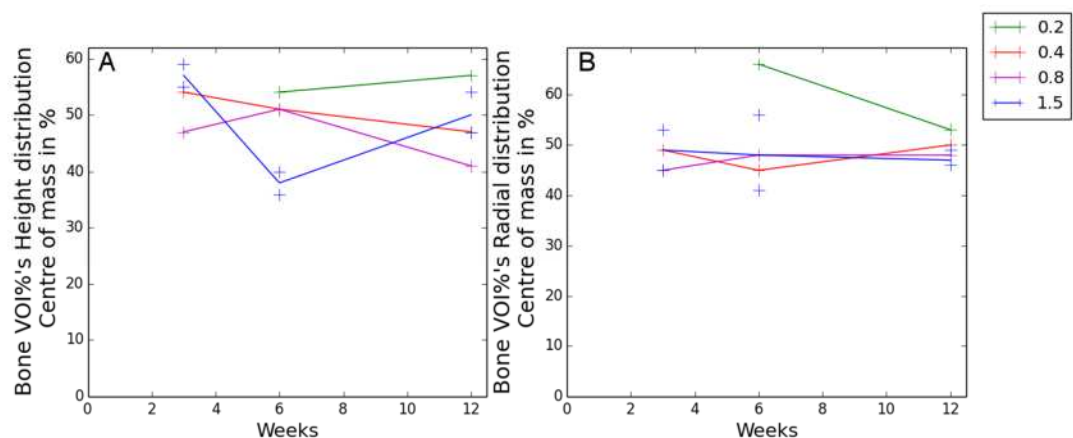 A
Bone VOI%'s Height distribution
Centre of mass in %
60
50
40
30
20
10
0
0 2 4 6 8 10 12
Weeks
B
Bone VOI%'s Radial distribution
Centre of mass in %
60
50
40
30
20
10
0
0 2 4 6 8 10 12
Weeks
0.2
0.4
0.8
1.5